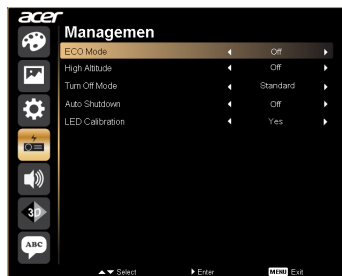 acer
Managemen
ECO Mode Off
High Altitude Off
Turn Off Mode Standard
Auto Shutdown Off
LED Calibration Yes
3D
ABC
Select Enter MENU Exit